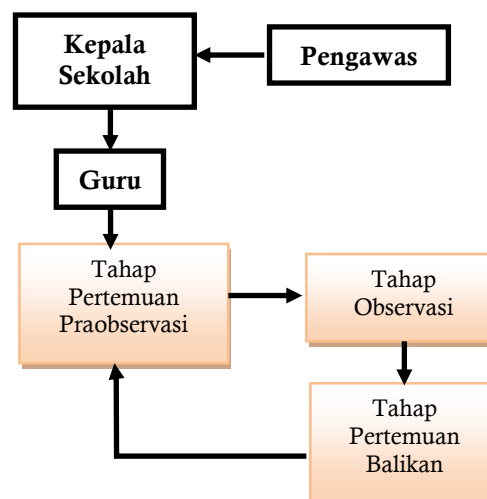 Kepala
Sekolah
Pengawas
Guru
Tahap
Pertemuan
Praobservasi
Tahap
Observasi
Tahap
Pertemuan
Balikan